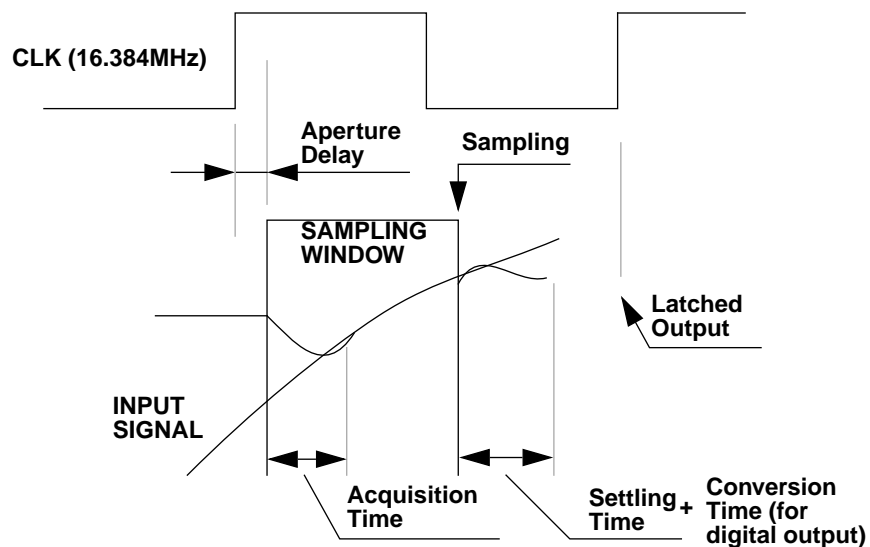 CLK (16.384MHz)
Aperture
Delay
Sampling
SAMPLING
WINDOW
Latched
Output
INPUT
SIGNAL
Acquisition
Time
Settling +
Time
Conversion
Time (for
digital output)